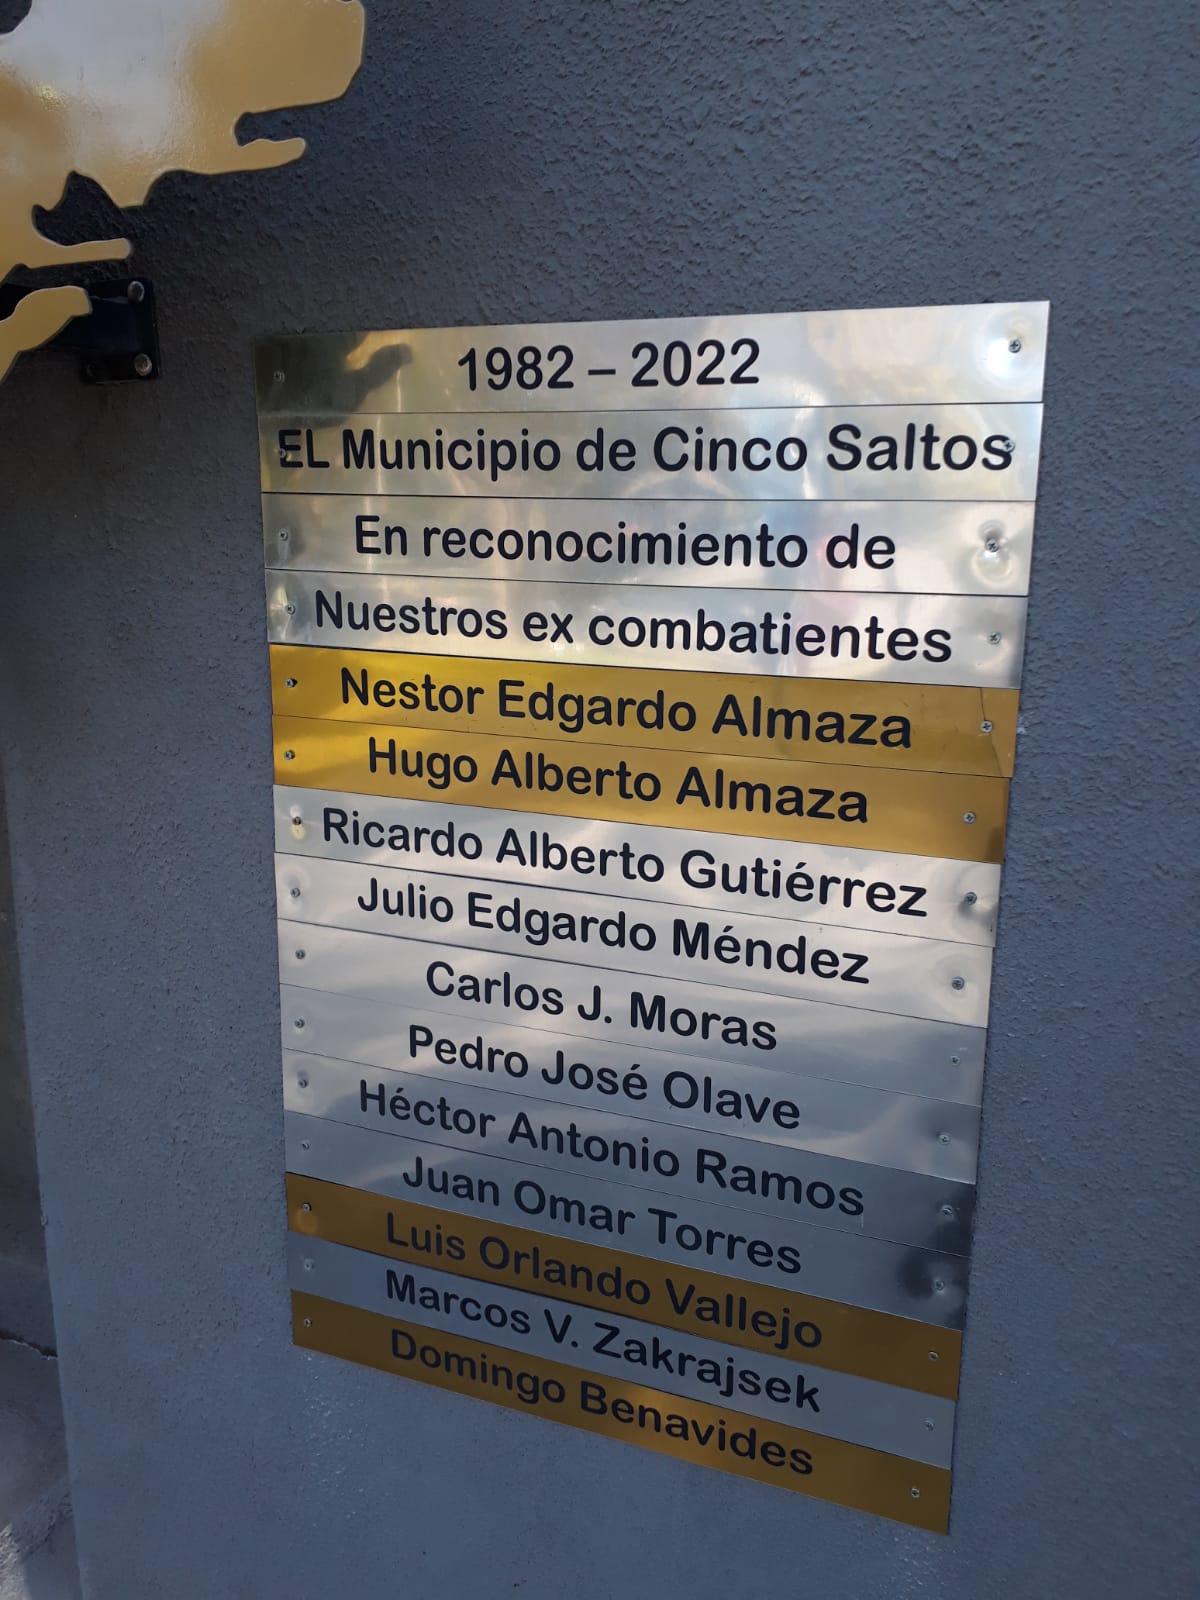 1982 – 2022
EL Municipio de Cinco Saltos
En reconocimiento de
Nuestros ex combatientes
Nestor Edgardo Almaza
Hugo Alberto Almaza
Ricardo Alberto Gutiérrez
Julio Edgardo Méndez
Carlos J. Moras
Pedro José Olave
Héctor Antonio Ramos
Juan Omar Torres
Luis Orlando Vallejo
Marcos V. Zakrajsek
Domingo Benavides